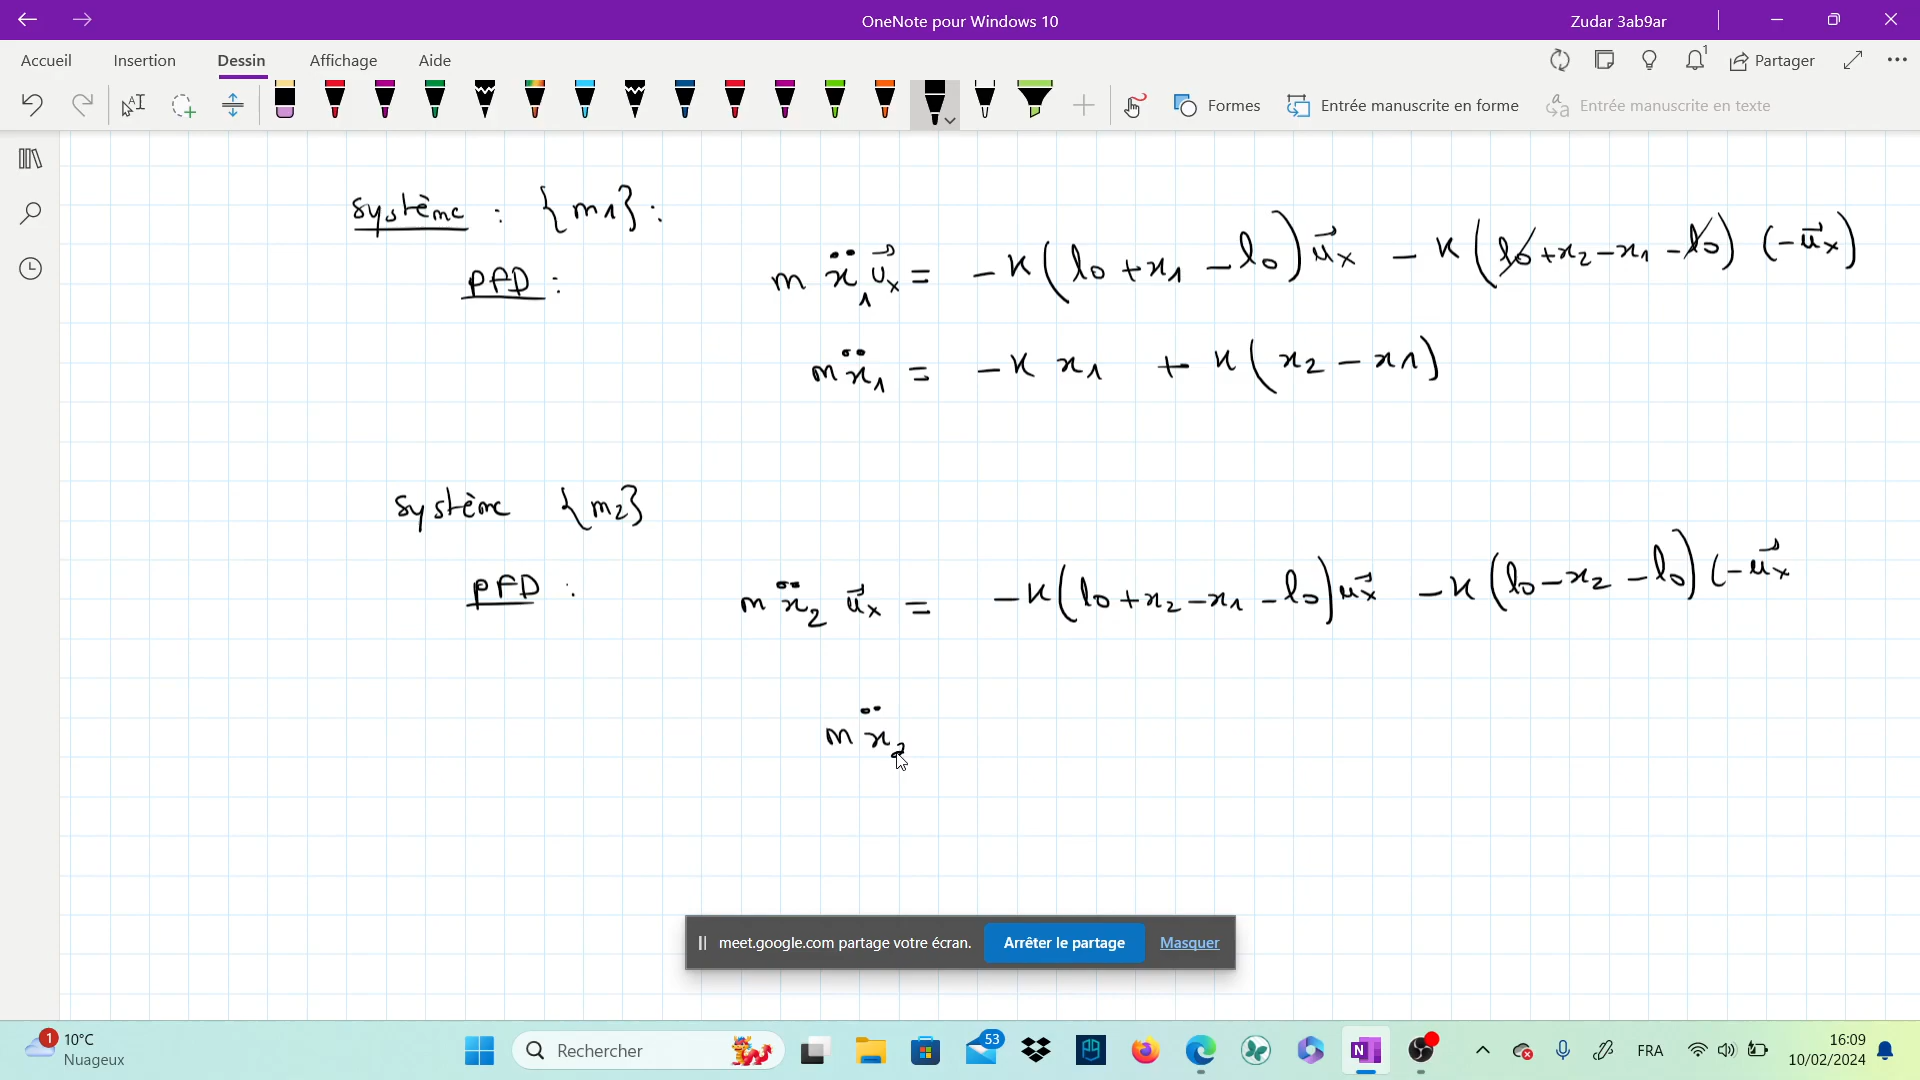 OneNote pour Windows 10
Zudar 3ab9ar
Accueil Insertion Dessin Affichage Aide
1
Partager
Formes Entrée manuscrite en forme Entrée manuscrite en texte
système : {m1} :
PFD : m ẍ₁ u⃗ₓ = -K(l₀ + x₁ - l₀) u⃗ₓ - K(l₀ + x₂ - x₁ - l₀) (-u⃗ₓ)
m ẍ₁ = -K x₁ + K(x₂ - x₁)
système {m2}
PFD : m ẍ₂ u⃗ₓ = -K(l₀ + x₂ - x₁ - l₀) u⃗ₓ - K(l₀ - x₂ - l₀) (-u⃗ₓ
m ẍ₂
meet.google.com partage votre écran. Arrêter le partage Masquer
1
10°C
Nuageux
Rechercher
53
FRA
16:09
10/02/2024